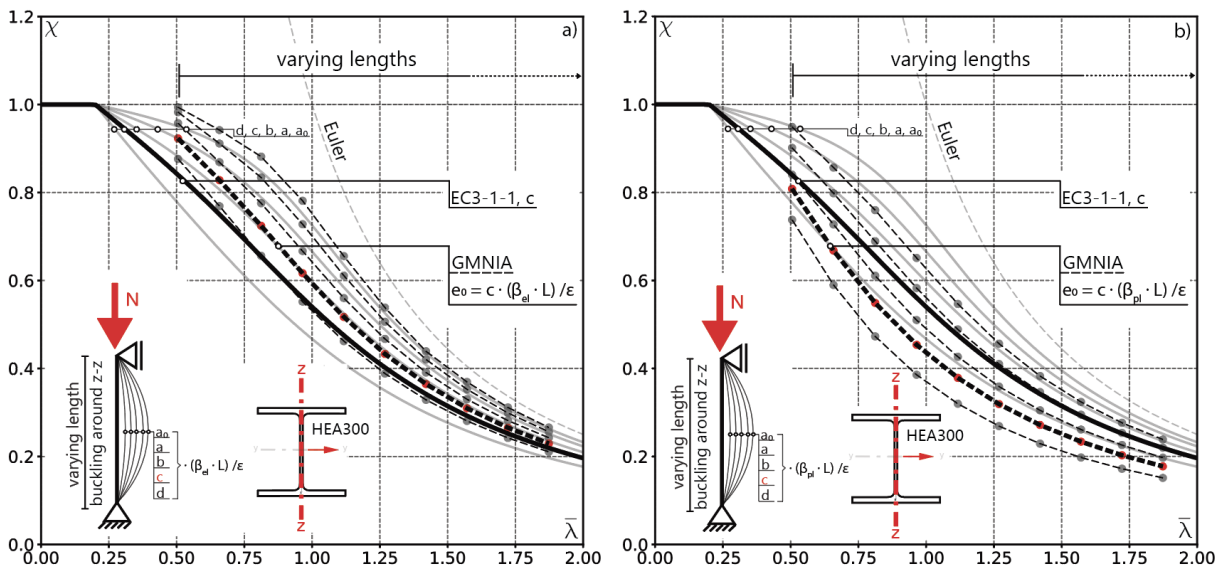 χ
a)
varying lengths
1.0
d, c, b, a, a₀
Euler
0.8
EC3-1-1, c
0.6
GMNIA
e₀ = c · (βel · L) /ε
N
0.4
varying length
buckling around z-z
a₀
a
b
c
d
· (βel · L) /ε
z
HEA300
y
y
z
0.2
0.0
λ̅
0.00 0.25 0.50 0.75 1.00 1.25 1.50 1.75 2.00
χ
b)
varying lengths
1.0
d, c, b, a, a₀
Euler
0.8
EC3-1-1, c
0.6
GMNIA
e₀ = c · (βpl · L) /ε
N
0.4
varying length
buckling around z-z
a₀
a
b
c
d
· (βpl · L) /ε
z
HEA300
y
y
z
0.2
0.0
λ̅
0.00 0.25 0.50 0.75 1.00 1.25 1.50 1.75 2.00